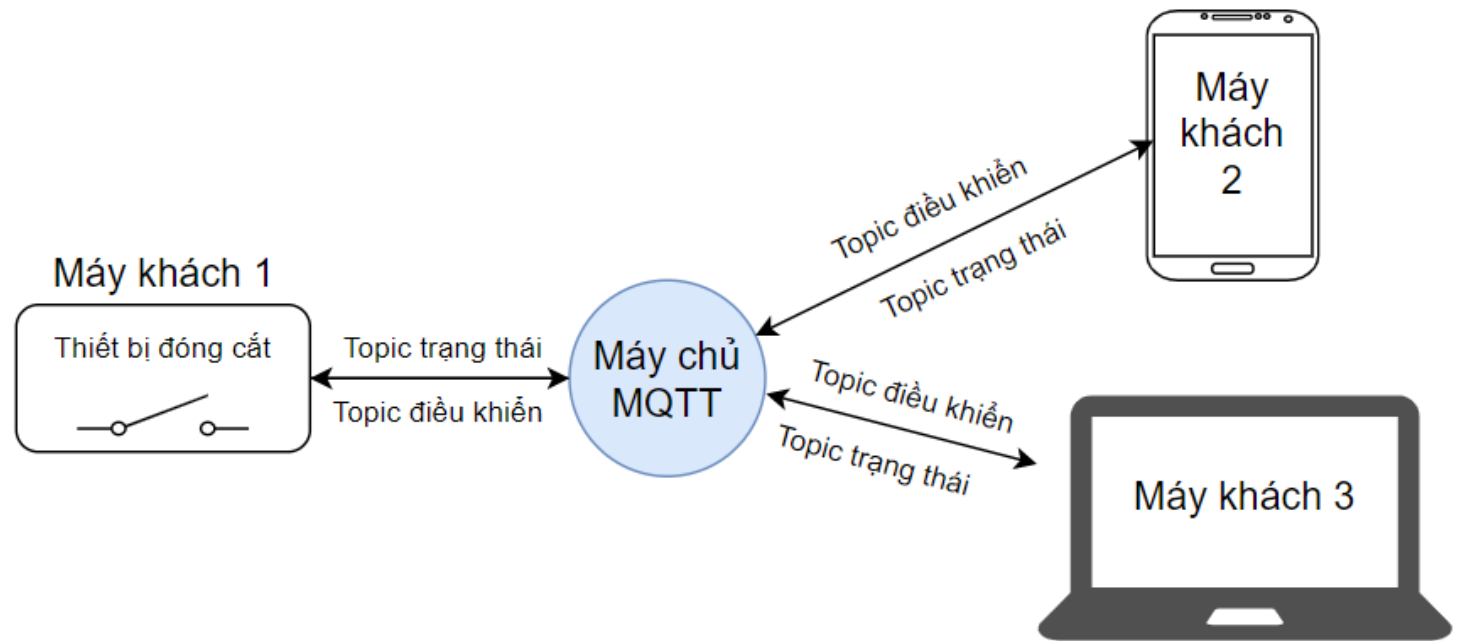 Máy khách 1
Thiết bị đóng cắt
Topic trạng thái
Topic điều khiển
Máy chủ
MQTT
Topic điều khiển
Topic trạng thái
Máy
khách
2
Topic điều khiển
Topic trạng thái
Máy khách 3